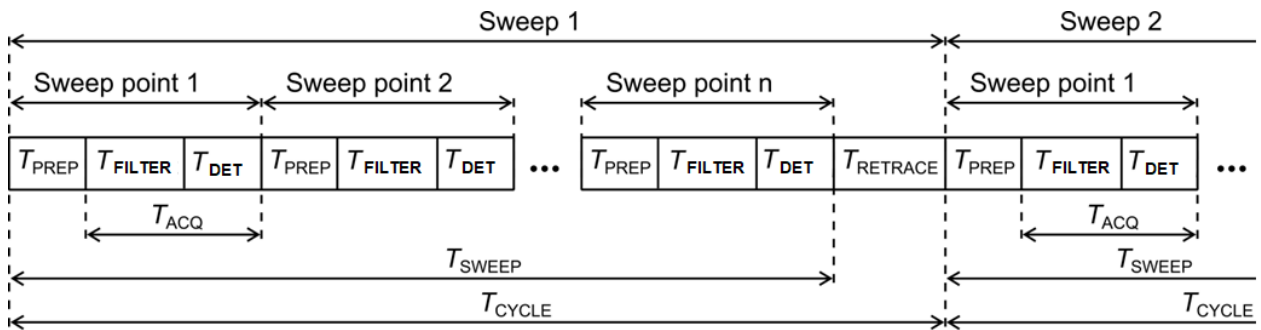 Sweep 1 Sweep 2
Sweep point 1 Sweep point 2 Sweep point n Sweep point 1
TPREP TFILTER TDET TPREP TFILTER TDET ••• TPREP TFILTER TDET TRETRACE TPREP TFILTER TDET •••
TACQ TACQ
TSWEEP TSWEEP
TCYCLE TCYCLE